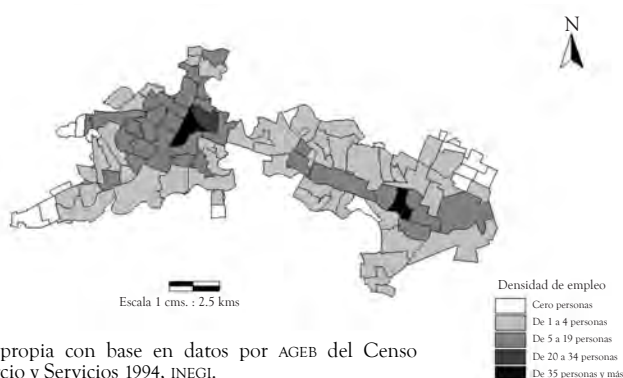 N
Escala 1 cms. : 2.5 kms
Densidad de empleo
Cero personas
De 1 a 4 personas
De 5 a 19 personas
De 20 a 34 personas
De 35 personas y más
propia con base en datos por AGEB del Censo
cio y Servicios 1994, INEGI.